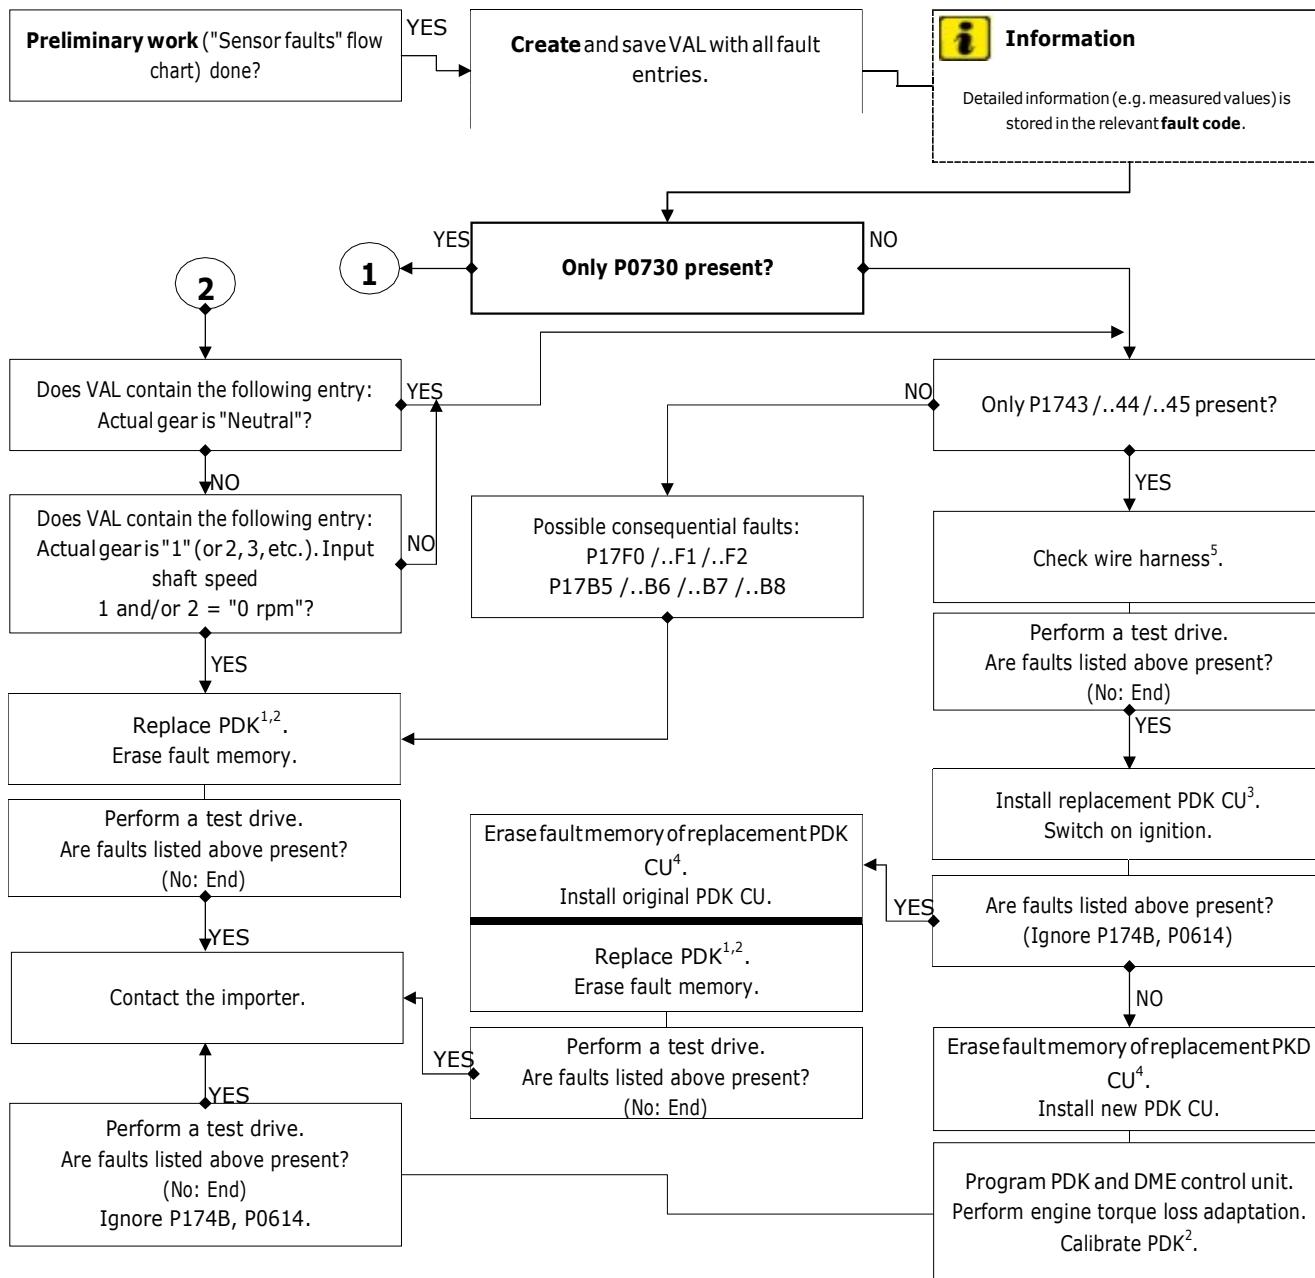 Preliminary work ("Sensor faults" flow
chart) done?
YES
Create and save VAL with all fault
entries.
Information
Detailed information (e.g. measured values) is
stored in the relevant fault code.
YES
NO
1
Only P0730 present?
2
Does VAL contain the following entry:
Actual gear is "Neutral"?
YES
NO
Only P1743 /..44 /..45 present?
NO
YES
Does VAL contain the following entry:
Actual gear is "1" (or 2, 3, etc.). Input
shaft speed
1 and/or 2 = "0 rpm"?
NO
Possible consequential faults:
P17F0 /..F1 /..F2
P17B5 /..B6 /..B7 /..B8
Check wire harness5.
Perform a test drive.
Are faults listed above present?
(No: End)
YES
YES
Replace PDK1,2.
Erase fault memory.
Install replacement PDK CU3.
Switch on ignition.
Perform a test drive.
Are faults listed above present?
(No: End)
YES
Erase fault memory of replacement PDK
CU4.
Install original PDK CU.
YES
Are faults listed above present?
(Ignore P174B, P0614)
NO
Replace PDK1,2.
Erase fault memory.
Contact the importer.
YES
Perform a test drive.
Are faults listed above present?
(No: End)
Erase fault memory of replacement PKD
CU4.
Install new PDK CU.
YES
Perform a test drive.
Are faults listed above present?
(No: End)
Ignore P174B, P0614.
Program PDK and DME control unit.
Perform engine torque loss adaptation.
Calibrate PDK2.